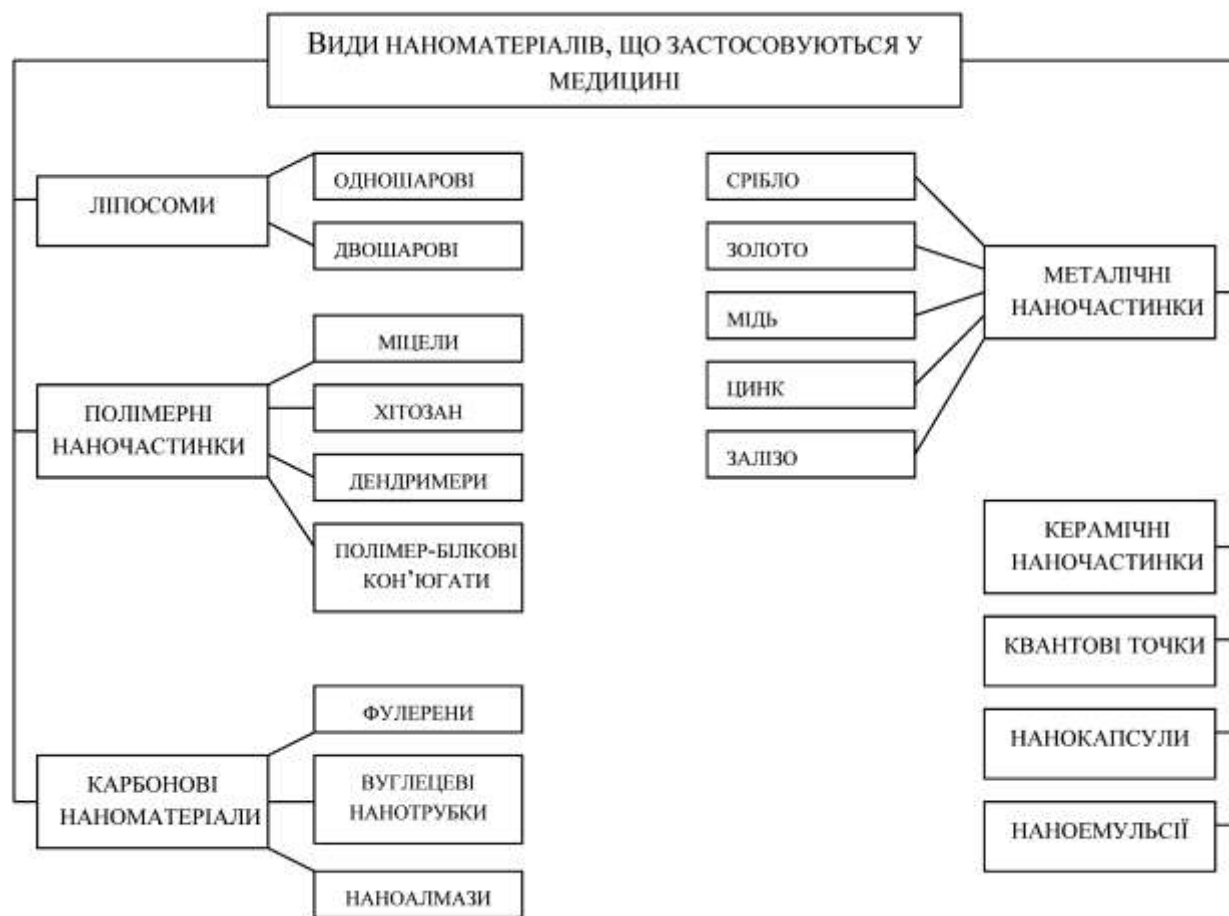 ВИДИ НАНОМАТЕРІАЛІВ, ЩО ЗАСТОСОВУЮТЬСЯ У
МЕДИЦИНІ
ЛІПОСОМИ
ОДНОШАРОВІ
ДВОШАРОВІ
ПОЛІМЕРНІ
НАНОЧАСТИНКИ
МІЦЕЛИ
ХІТОЗАН
ДЕНДРИМЕРИ
ПОЛІМЕР-БІЛКОВІ
КОН’ЮГАТИ
КАРБОНОВІ
НАНОМАТЕРІАЛИ
ФУЛЕРЕНИ
ВУГЛЕЦЕВІ
НАНОТРУБКИ
НАНОАЛМАЗИ
СРІБЛО
ЗОЛОТО
МІДЬ
ЦИНК
ЗАЛІЗО
МЕТАЛІЧНІ
НАНОЧАСТИНКИ
КЕРАМІЧНІ
НАНОЧАСТИНКИ
КВАНТОВІ ТОЧКИ
НАНОКАПСУЛИ
НАНОЕМУЛЬСІЇ